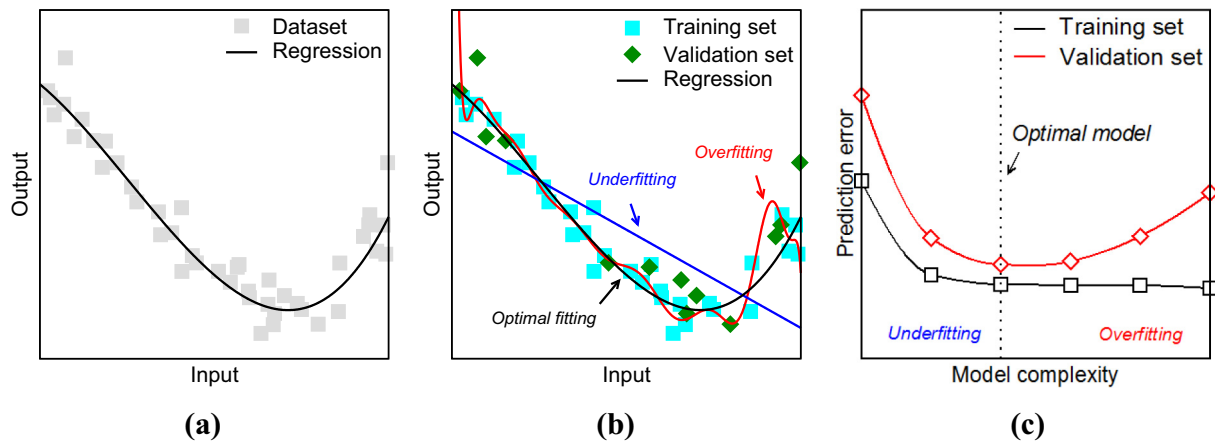 Dataset
Regression
Output
Input
(a)
Training set
Validation set
Regression
Overfitting
Underfitting
Optimal fitting
Output
Input
(b)
Training set
Validation set
Optimal model
Prediction error
Underfitting
Overfitting
Model complexity
(c)